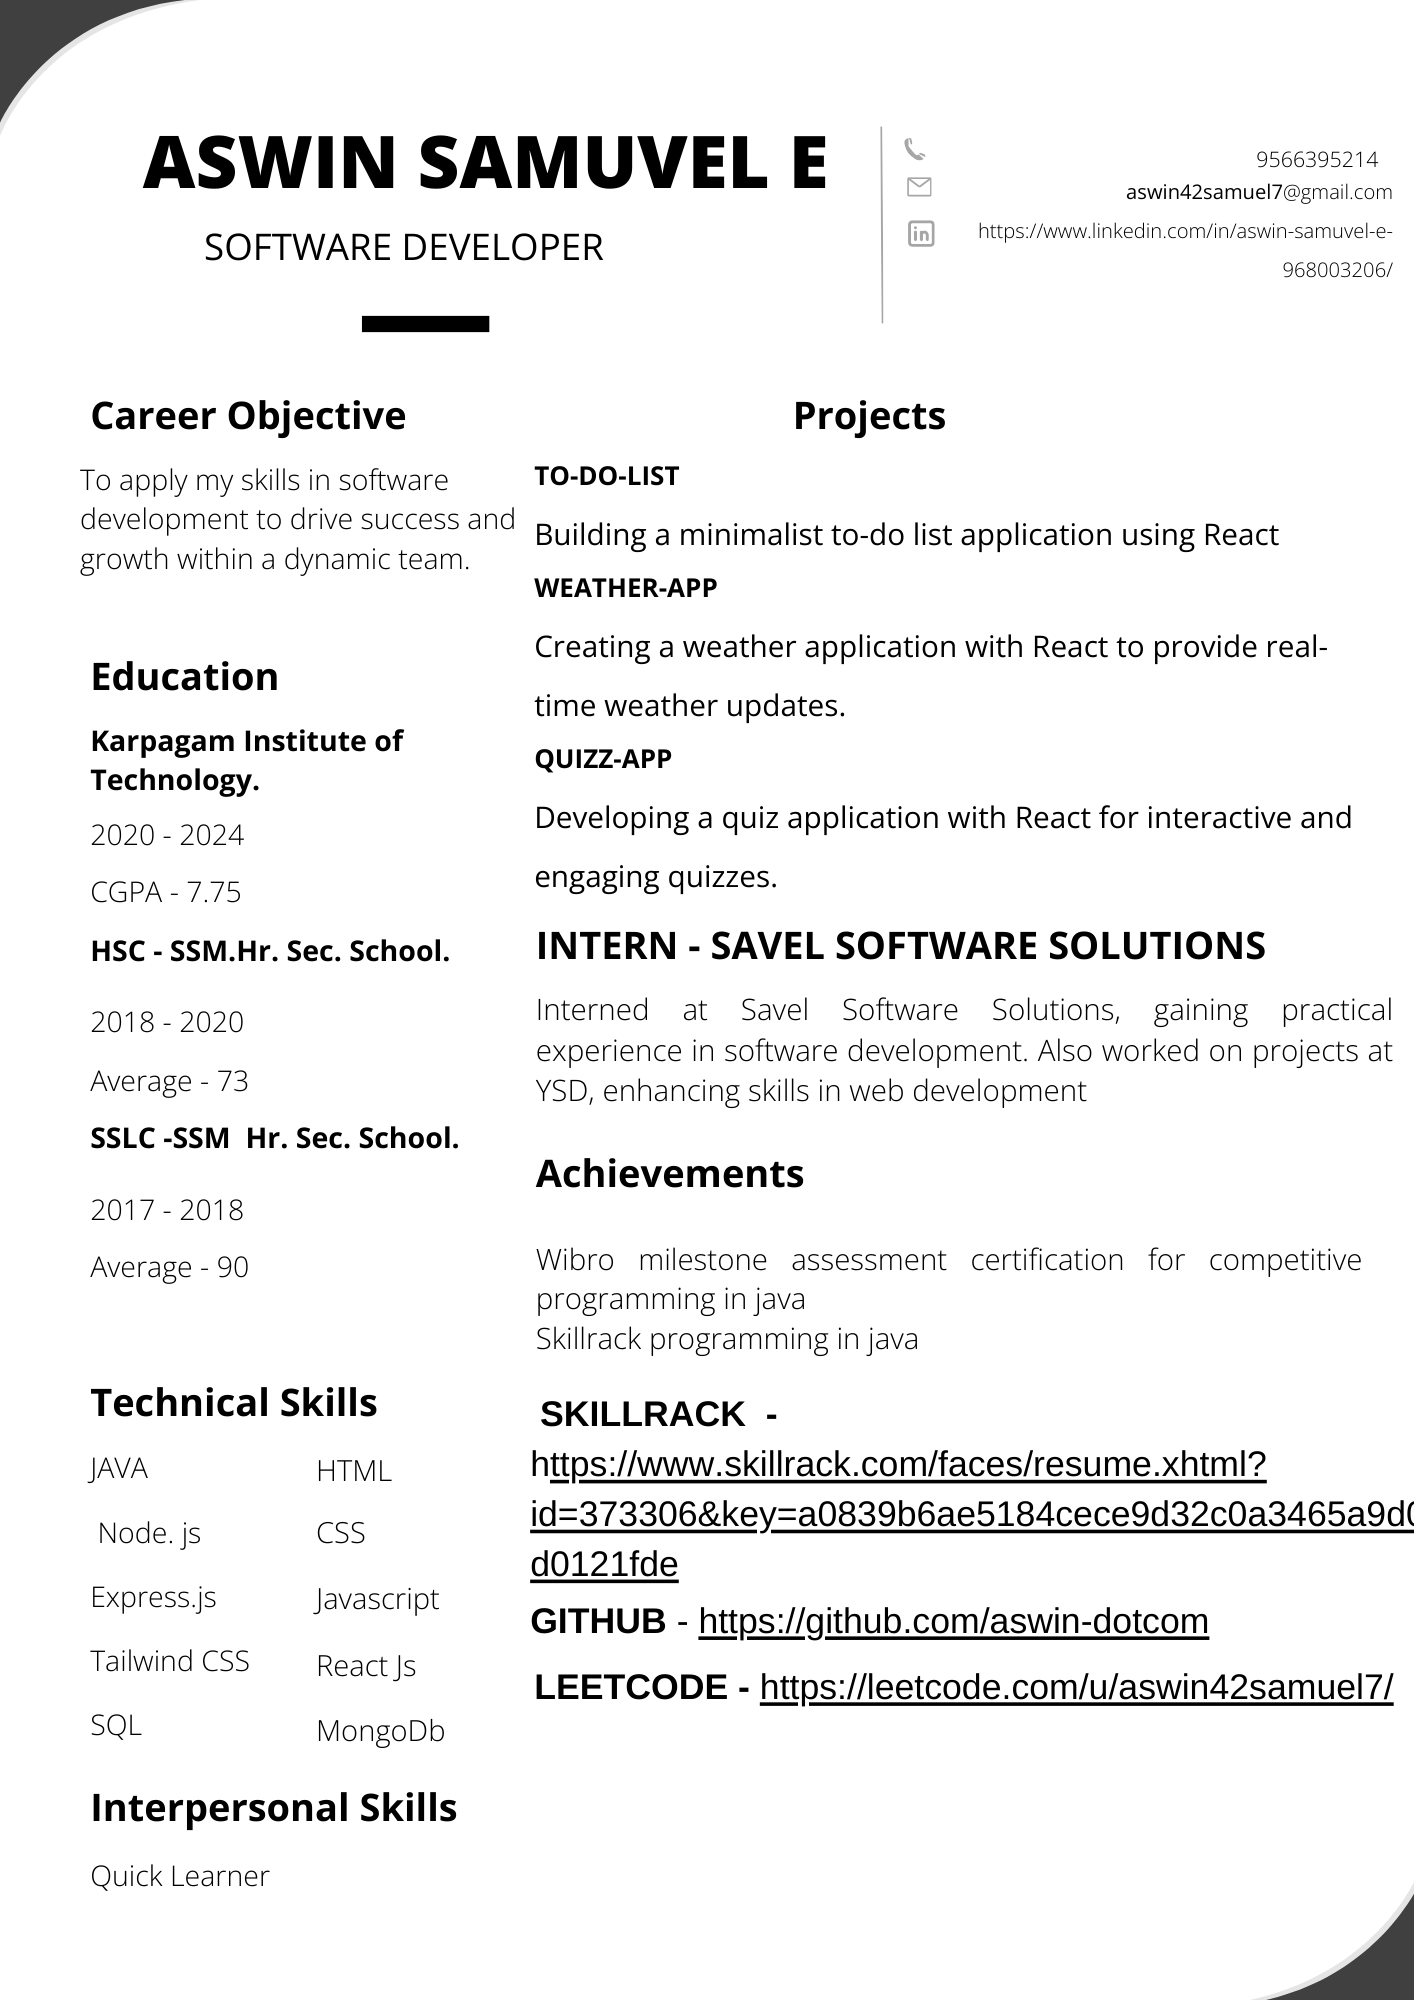 ASWIN SAMUVEL E
SOFTWARE DEVELOPER
9566395214
aswin42samuel7@gmail.com
https://www.linkedin.com/in/aswin-samuvel-e-
968003206/
Career Objective
To apply my skills in software
development to drive success and
growth within a dynamic team.
Education
Karpagam Institute of
Technology.
2020 - 2024
CGPA - 7.75
HSC - SSM.Hr. Sec. School.
2018 - 2020
Average - 73
SSLC -SSM  Hr. Sec. School.
2017 - 2018
Average - 90
Technical Skills
JAVA
Node. js
Express.js
Tailwind CSS
SQL
HTML
CSS
Javascript
React Js
MongoDb
Interpersonal Skills
Quick Learner
Projects
TO-DO-LIST
Building a minimalist to-do list application using React
WEATHER-APP
Creating a weather application with React to provide real-
time weather updates.
QUIZZ-APP
Developing a quiz application with React for interactive and
engaging quizzes.
INTERN - SAVEL SOFTWARE SOLUTIONS
Interned at Savel Software Solutions, gaining practical
experience in software development. Also worked on projects at
YSD, enhancing skills in web development
Achievements
Wibro milestone assessment certification for competitive
programming in java
Skillrack programming in java
SKILLRACK  -
https://www.skillrack.com/faces/resume.xhtml?
id=373306&key=a0839b6ae5184cece9d32c0a3465a9d0
d0121fde
GITHUB - https://github.com/aswin-dotcom
LEETCODE - https://leetcode.com/u/aswin42samuel7/